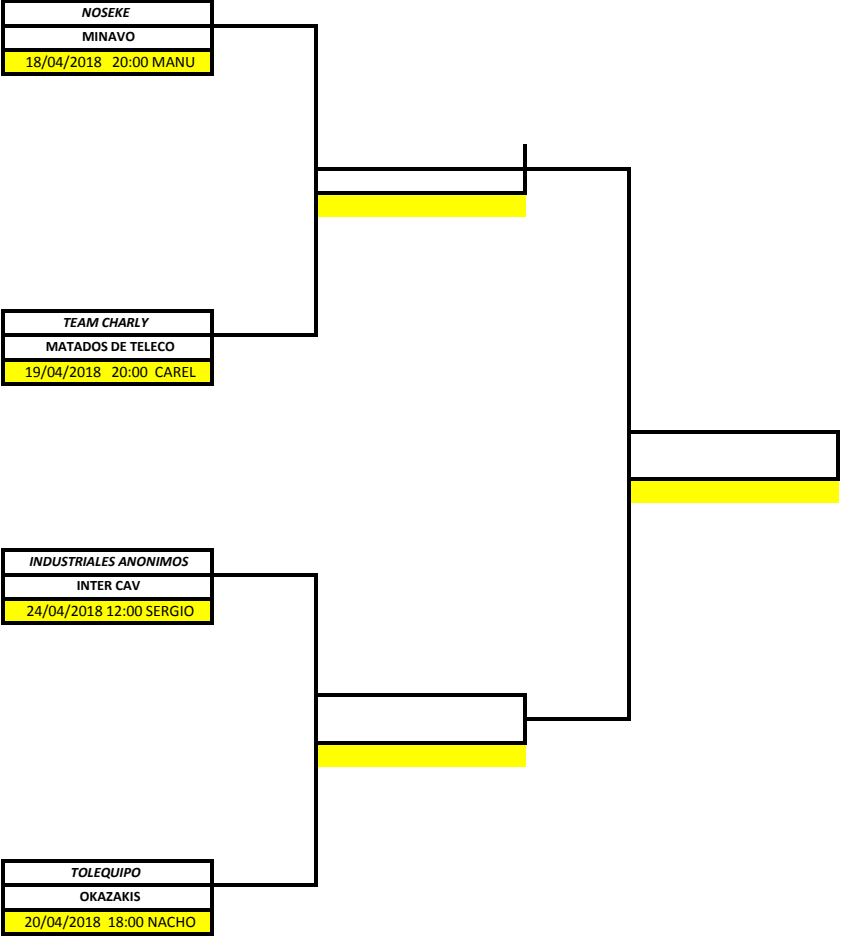 NOSEKE
MINAVO
18/04/2018 20:00 MANU
TEAM CHARLY
MATADOS DE TELECO
19/04/2018 20:00 CAREL
INDUSTRIALES ANONIMOS
INTER CAV
24/04/2018 12:00 SERGIO
TOLEQUIPO
OKAZAKIS
20/04/2018 18:00 NACHO